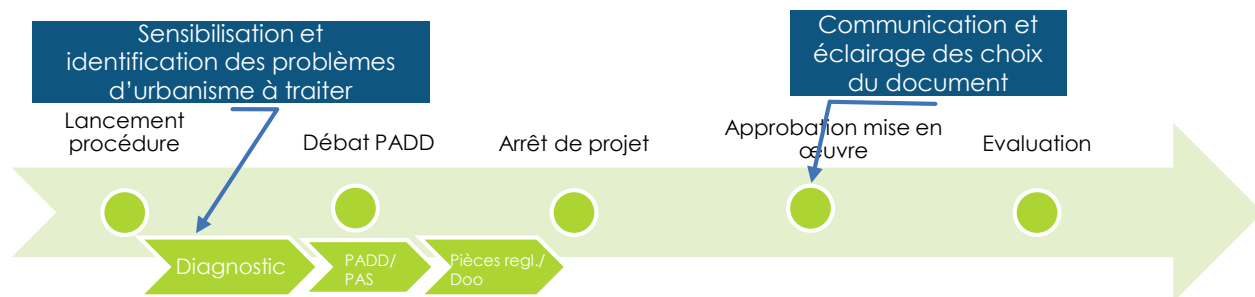 Sensibilisation et
identification des problèmes
d'urbanisme à traiter
Communication et
éclairage des choix
du document
Lancement
procédure
Débat PADD
Arrêt de projet
Approbation mise en
œuvre
Evaluation
Diagnostic
PADD/
PAS
Pièces regl./
Doo